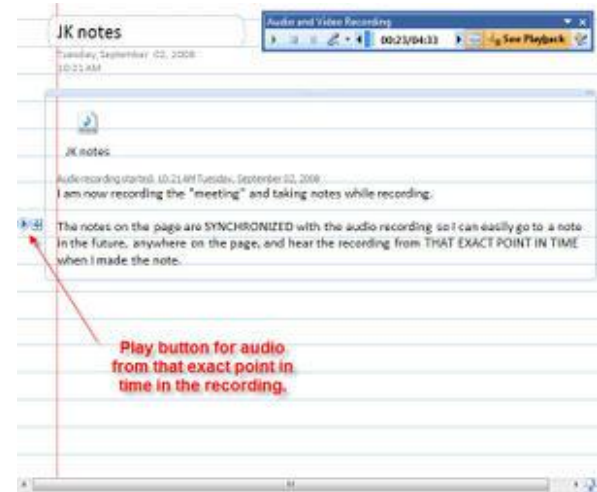 JK notes
Audio and Video Recording
00:23/04:33
See Playback
Tuesday, September 02, 2008
10:21 AM
JK notes
Audio recording started: 10:21 AM Tuesday, September 02, 2008
I am now recording the "meeting" and taking notes while recording.
The notes on the page are SYNCHRONIZED with the audio recording so I can easily go to a note
in the future, anywhere on the page, and hear the recording from THAT EXACT POINT IN TIME
when I made the note.
Play button for audio
from that exact point in
time in the recording.